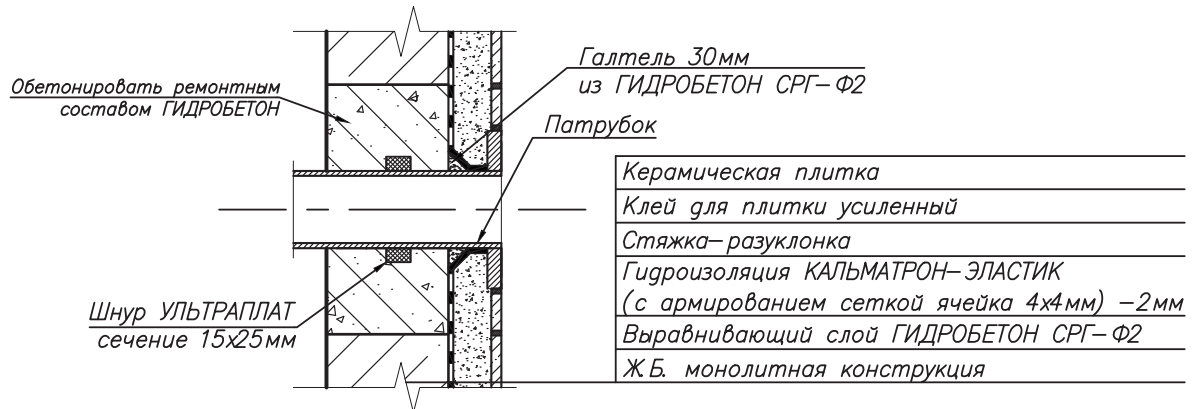 Обетонировать ремонтным
составом ГИДРОБЕТОН
Галтель 30мм
из ГИДРОБЕТОН СРГ-Ф2
Патрубок
Шнур УЛЬТРАПЛАТ
сечение 15х25мм
Керамическая плитка
Клей для плитки усиленный
Стяжка-разуклонка
Гидроизоляция КАЛЬМАТРОН-ЭЛАСТИК
(с армированием сеткой ячейка 4х4мм) -2мм
Выравнивающий слой ГИДРОБЕТОН СРГ-Ф2
Ж.Б. монолитная конструкция